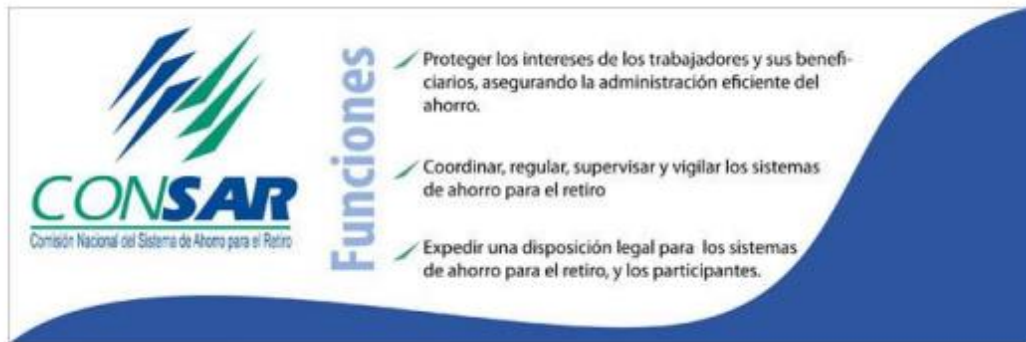 CONSAR
Comisión Nacional del Sistema de Ahorro para el Retiro
Funciones
Proteger los intereses de los trabajadores y sus benefi-
ciarios, asegurando la administración eficiente del
ahorro.
Coordinar, regular, supervisar y vigilar los sistemas
de ahorro para el retiro
Expedir una disposición legal para los sistemas
de ahorro para el retiro, y los participantes.